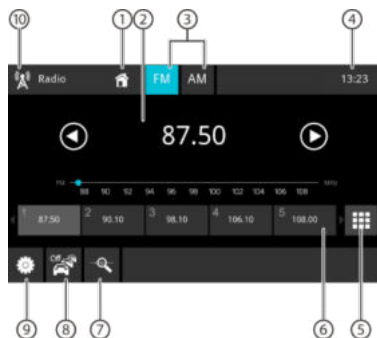 ⑩ ① ② ③ ④
Radio FM AM 13:23
87.50
FM 88 90 92 94 96 98 100 102 104 106 108 MHz
1 87.50 2 90.10 3 98.10 4 106.10 5 108.00
Off
⑨ ⑧ ⑦ ⑥ ⑤